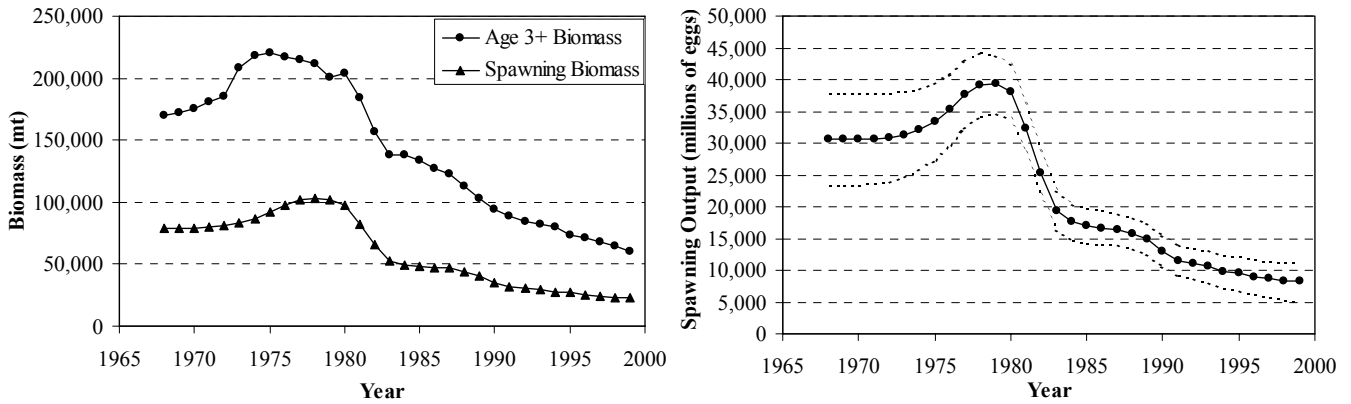 Biomass (mt)
250,000
200,000
150,000
100,000
50,000
0
Age 3+ Biomass
Spawning Biomass
1965 1970 1975 1980 1985 1990 1995 2000
Year
Spawning Output (millions of eggs)
50,000
45,000
40,000
35,000
30,000
25,000
20,000
15,000
10,000
5,000
0
1965 1970 1975 1980 1985 1990 1995 2000
Year